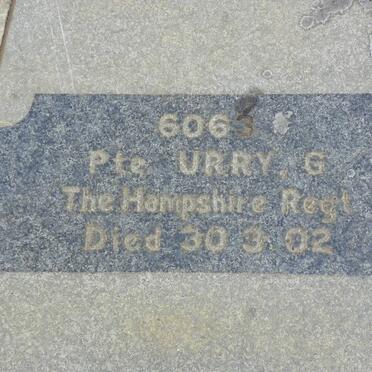 6063
Pte URRY, G
The Hampshire Regt
Died 30 3 02